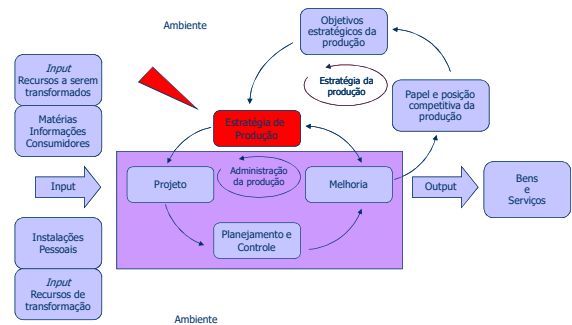 Ambiente
Objetivos
estratégicos da
produção
Input
Recursos a serem
transformados
Estratégia da
produção
Papel e posição
competitiva da
produção
Matérias
Informações
Consumidores
Estratégia de
Produção
Input
Projeto
Administração
da produção
Melhoria
Output
Bens
e
Serviços
Instalações
Pessoais
Planejamento e
Controle
Input
Recursos de
transformação
Ambiente